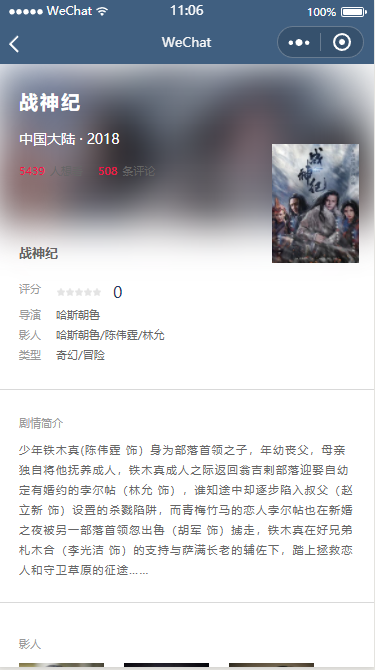 WeChat 11:06 100%
WeChat
战神纪
中国大陆 · 2018
5439 人喜欢 508 条评论
战神纪
战神纪
评分 0
导演 哈斯朝鲁
影人 哈斯朝鲁/陈伟霆/林允
类型 奇幻/冒险
剧情简介
少年铁木真(陈伟霆 饰）身为部落首领之子，年幼丧父，母亲
独自将他抚养成人，铁木真成人之际返回翁吉剌部落迎娶自幼
定有婚约的孛尔帖（林允 饰），谁知途中却逐步陷入叔父（赵
立新 饰）设置的杀戮陷阱，而青梅竹马的恋人孛尔帖也在新婚
之夜被另一部落首领忽出鲁（胡军 饰）掳走，铁木真在好兄弟
札木合（李光洁 饰）的支持与萨满长老的辅佐下，踏上拯救恋
人和守卫草原的征途……
影人